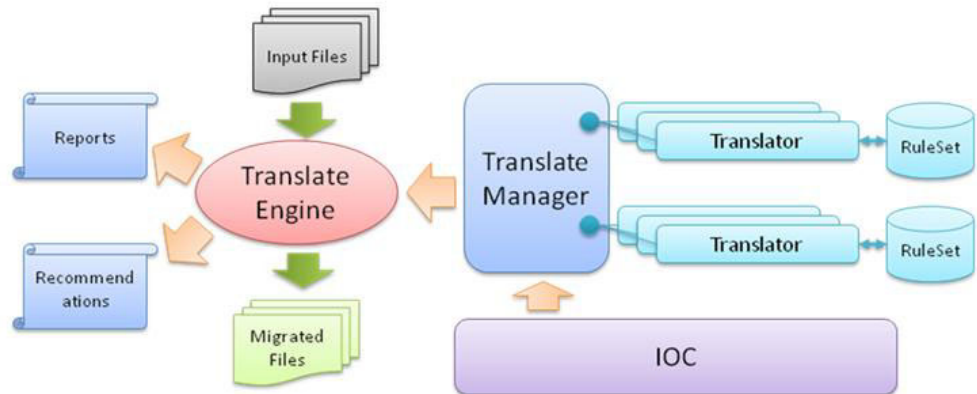 Input Files
Reports
Translate
Engine
Recommend
ations
Migrated
Files
Translate
Manager
Translator
RuleSet
Translator
RuleSet
IOC